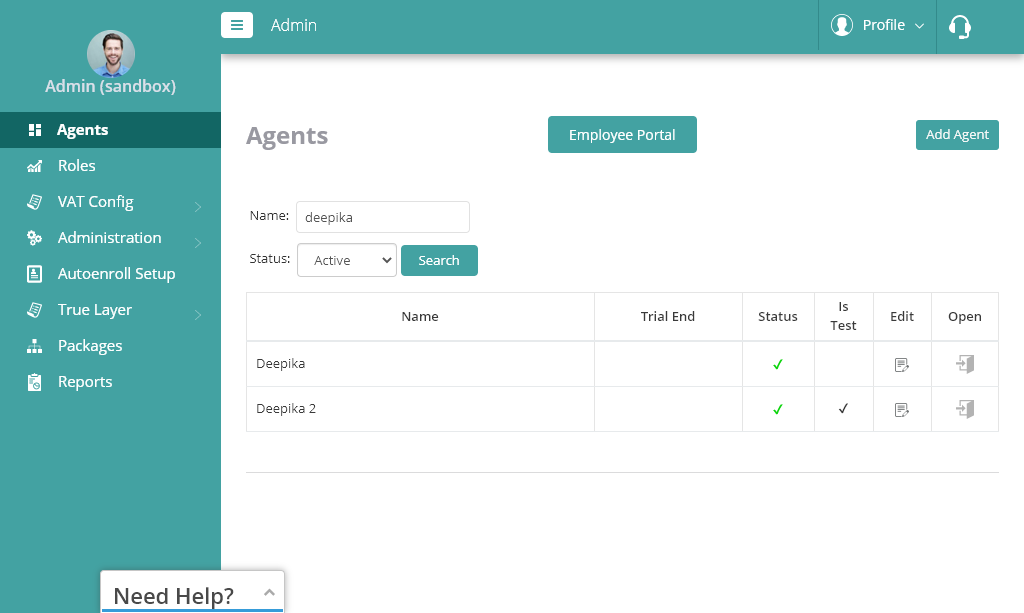 Admin
Profile
Admin (sandbox)
Agents
Roles
VAT Config
Administration
Autoenroll Setup
True Layer
Packages
Reports
Agents
Employee Portal
Add Agent
Name: deepika
Status: Active Search
Name Trial End Status Is Test Edit Open
Deepika
Deepika 2
Need Help?